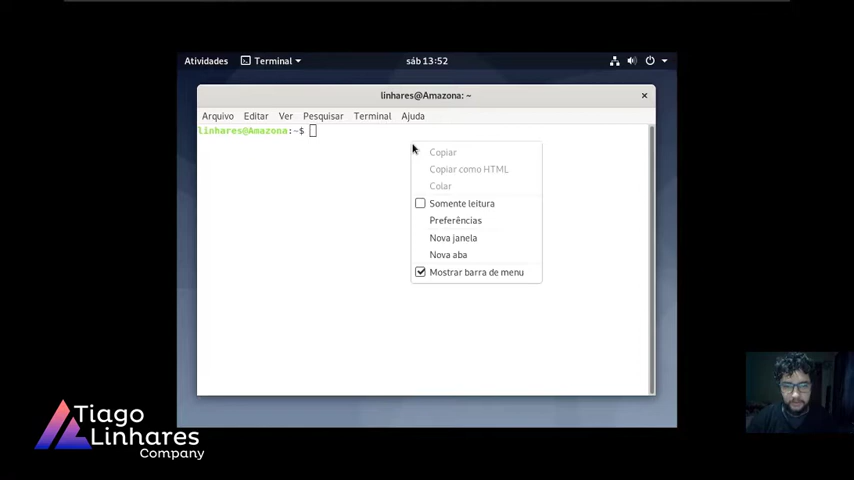 Atividades Terminal sáb 13:52
linhares@Amazona: ~
Arquivo Editar Ver Pesquisar Terminal Ajuda
linhares@Amazona:~$
Copiar
Copiar como HTML
Colar
Somente leitura
Preferências
Nova janela
Nova aba
Mostrar barra de menu
Tiago
Linhares
Company